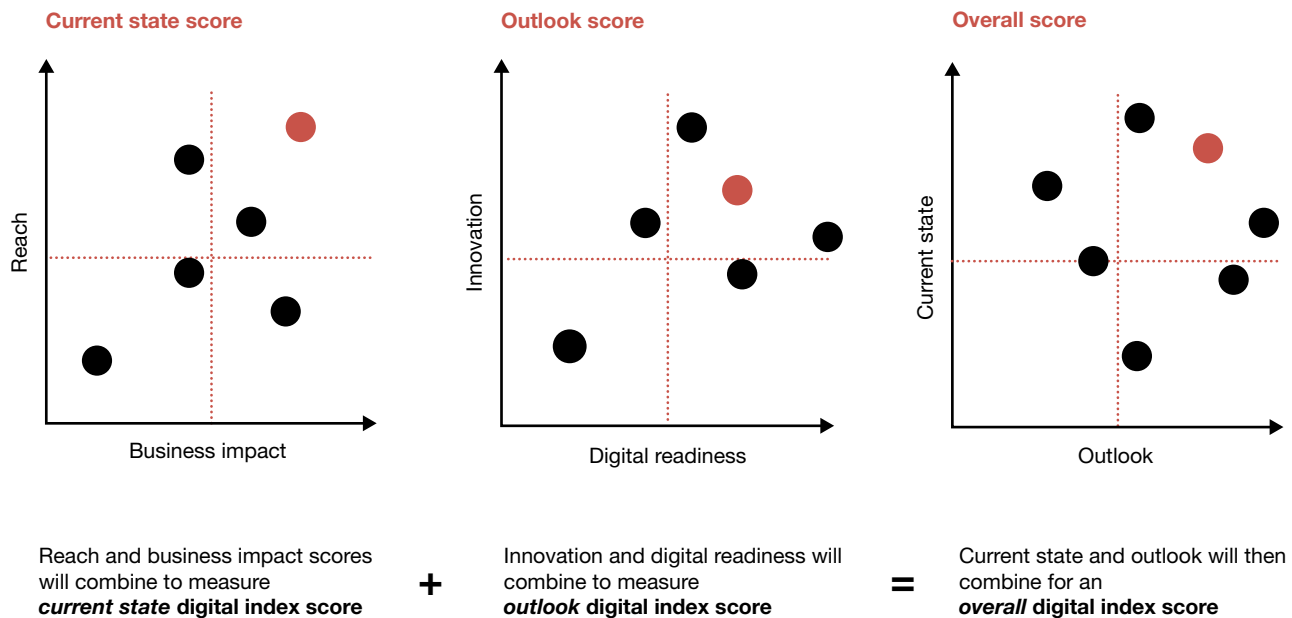 Current state score
Outlook score
Overall score
Reach
Business impact
Innovation
Digital readiness
Current state
Outlook
Reach and business impact scores
will combine to measure
current state digital index score
+
Innovation and digital readiness will
combine to measure
outlook digital index score
=
Current state and outlook will then
combine for an
overall digital index score